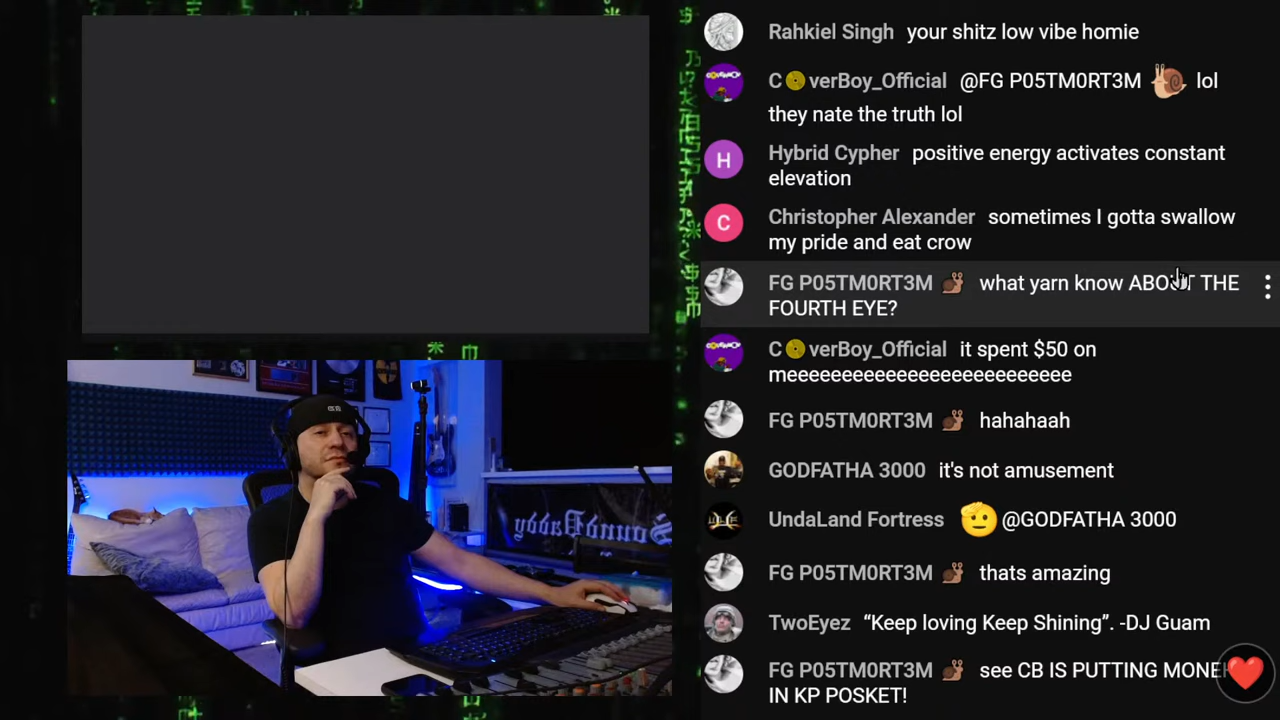 Rahkiel Singh your shitz low vibe homie
C verBoy_Official @FG P05TM0RT3M lol
they nate the truth lol
H
Hybrid Cypher positive energy activates constant
elevation
C
Christopher Alexander sometimes I gotta swallow
my pride and eat crow
FG P05TM0RT3M what yarn know ABOUT THE
FOURTH EYE?
C verBoy_Official it spent $50 on
meeeeeeeeeeeeeeeeeeeeeeeeee
FG P05TM0RT3M hahahaah
GODFATHA 3000 it's not amusement
UndaLand Fortress @GODFATHA 3000
FG P05TM0RT3M thats amazing
TwoEyez “Keep loving Keep Shining”. -DJ Guam
FG P05TM0RT3M see CB IS PUTTING MONEY
IN KP POSKET!
SoundDaddy